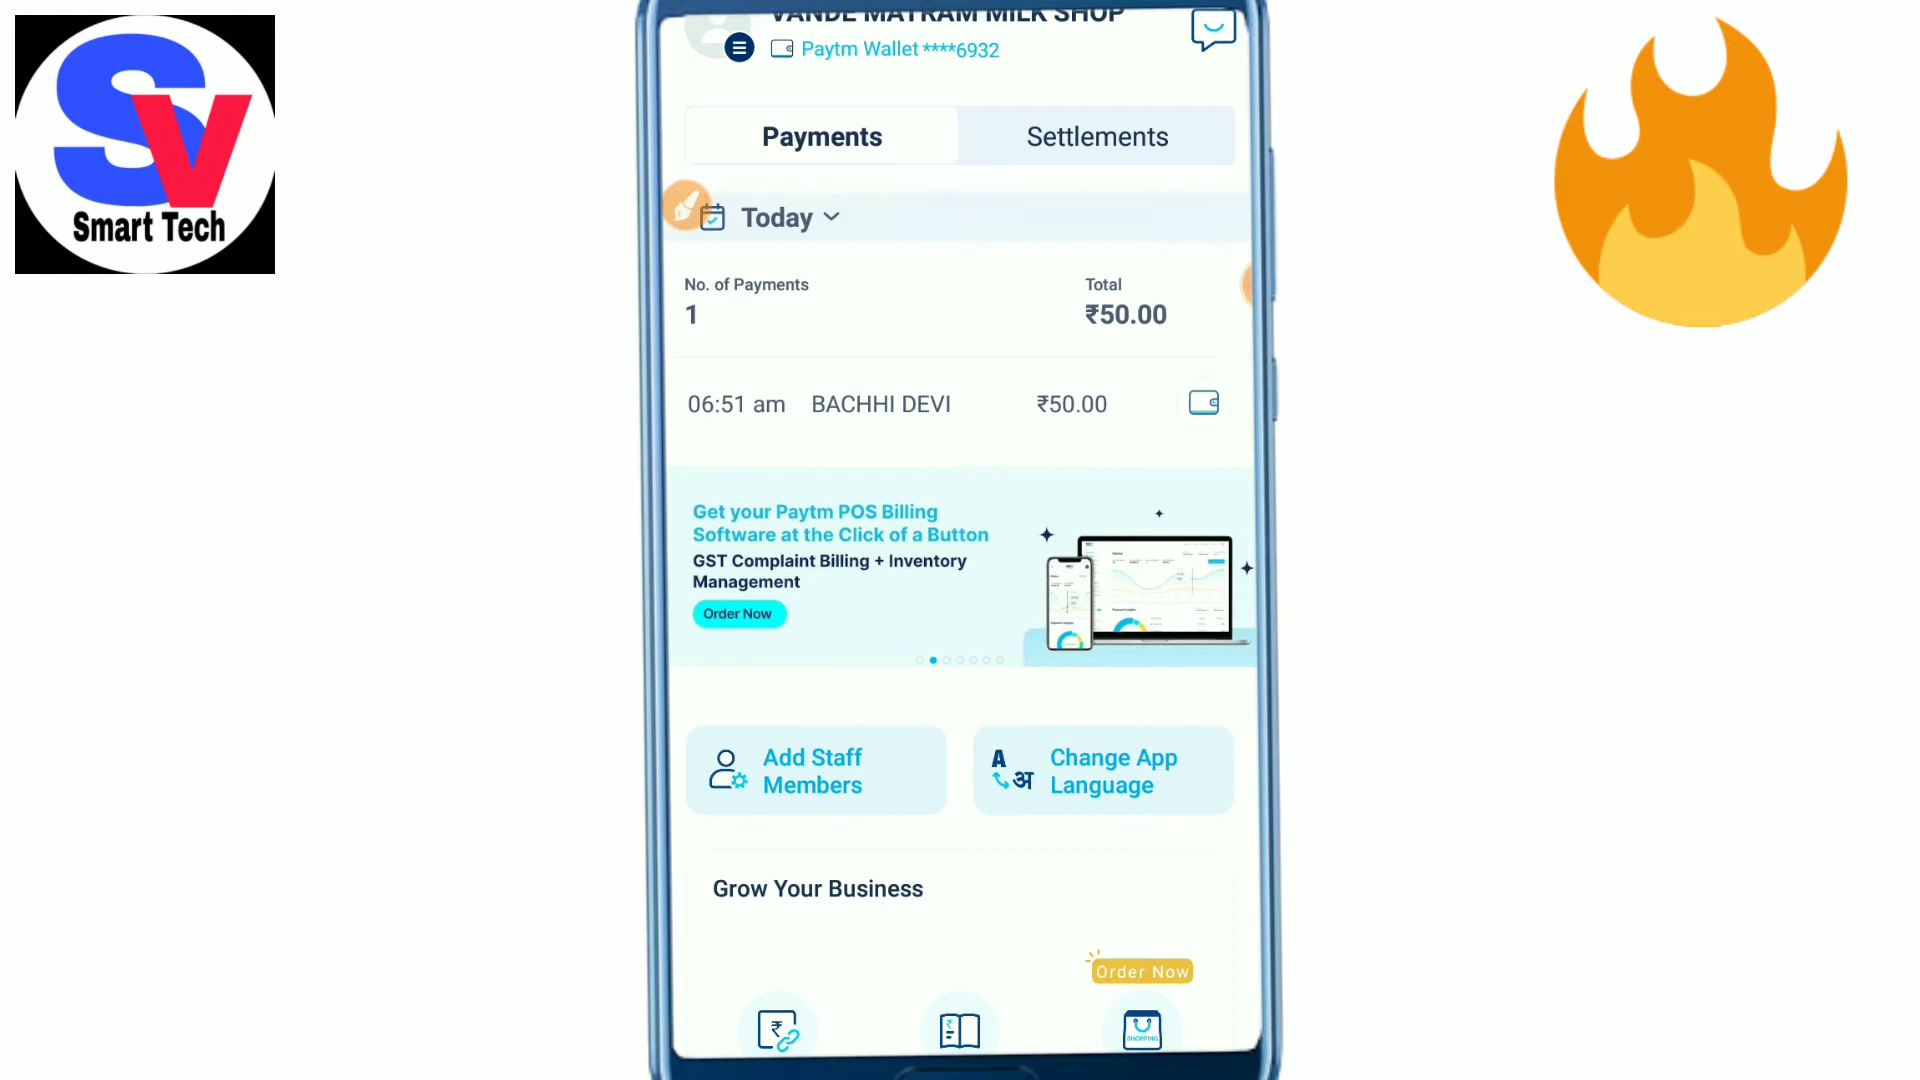 VANDE MATRAM MILK SHOP
Paytm Wallet ****6932
SV
Smart Tech
Payments
Settlements
Today
No. of Payments
Total
1
₹50.00
06:51 am BACHHI DEVI ₹50.00
Get your Paytm POS Billing
Software at the Click of a Button
GST Complaint Billing + Inventory
Management
Order Now
Add Staff
Members
A
अ
Change App
Language
Grow Your Business
Order Now
SHOPPING